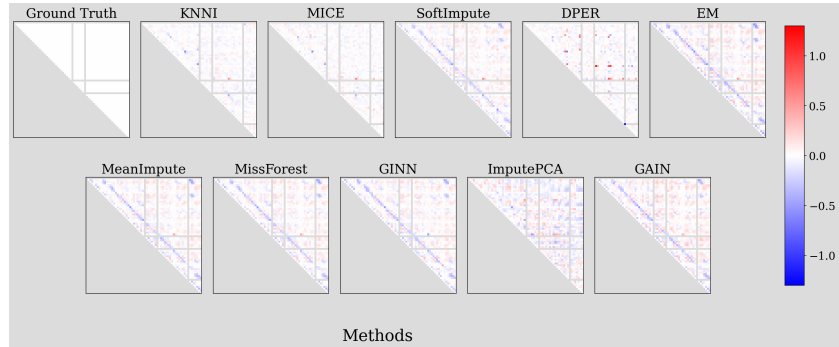 Ground Truth KNNI MICE SoftImpute DPER EM
MeanImpute MissForest GINN ImputePCA GAIN
1.0
0.5
0.0
−0.5
−1.0
Methods